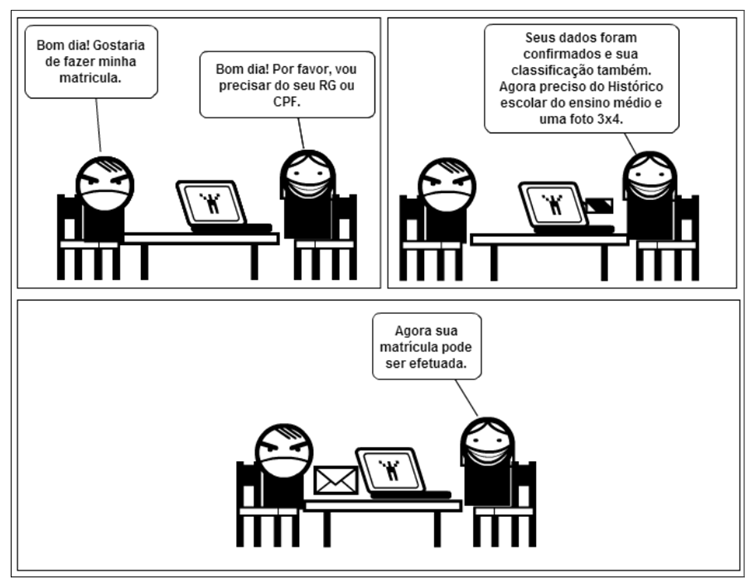 Bom dia! Gostaria
de fazer minha
matricula.
Bom dia! Por favor, vou
precisar do seu RG ou
CPF.
Seus dados foram
confirmados e sua
classificação também.
Agora preciso do Histórico
escolar do ensino médio e
uma foto 3x4.
Agora sua
matrícula pode
ser efetuada.